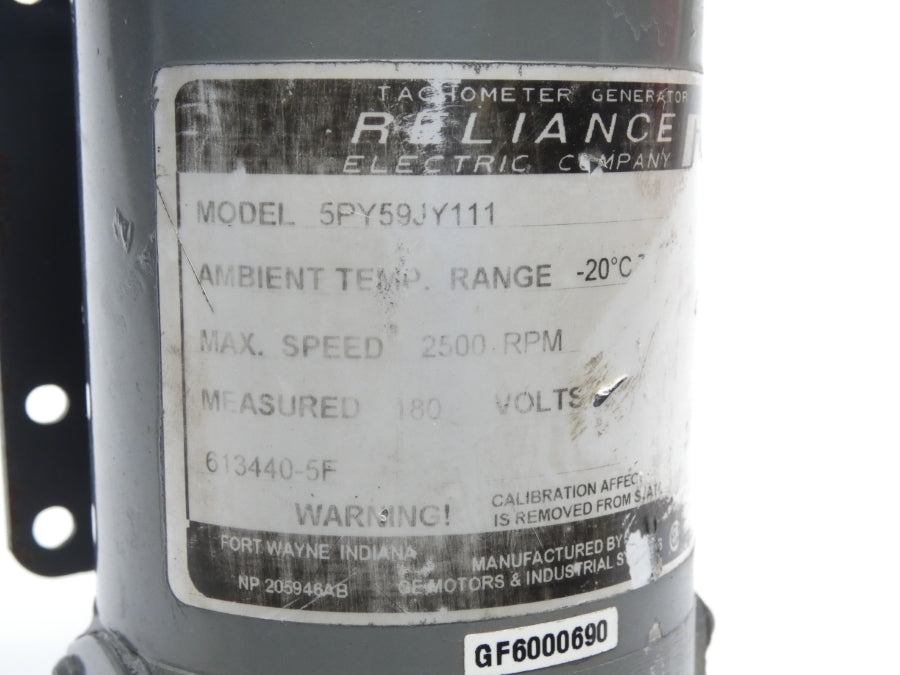 TACHOMETER GENERATOR
RELIANCE
ELECTRIC COMPANY
MODEL 5PY59JY111
AMBIENT TEMP. RANGE -20°C
MAX. SPEED 2500 RPM
MEASURED 180 VOLTS
613440-5F
WARNING!
CALIBRATION
IS REMOVED FROM
FORT WAYNE INDIANA
MANUFACTURED BY
NP 205946AB
GE MOTORS & INDUSTRIAL
GF6000690